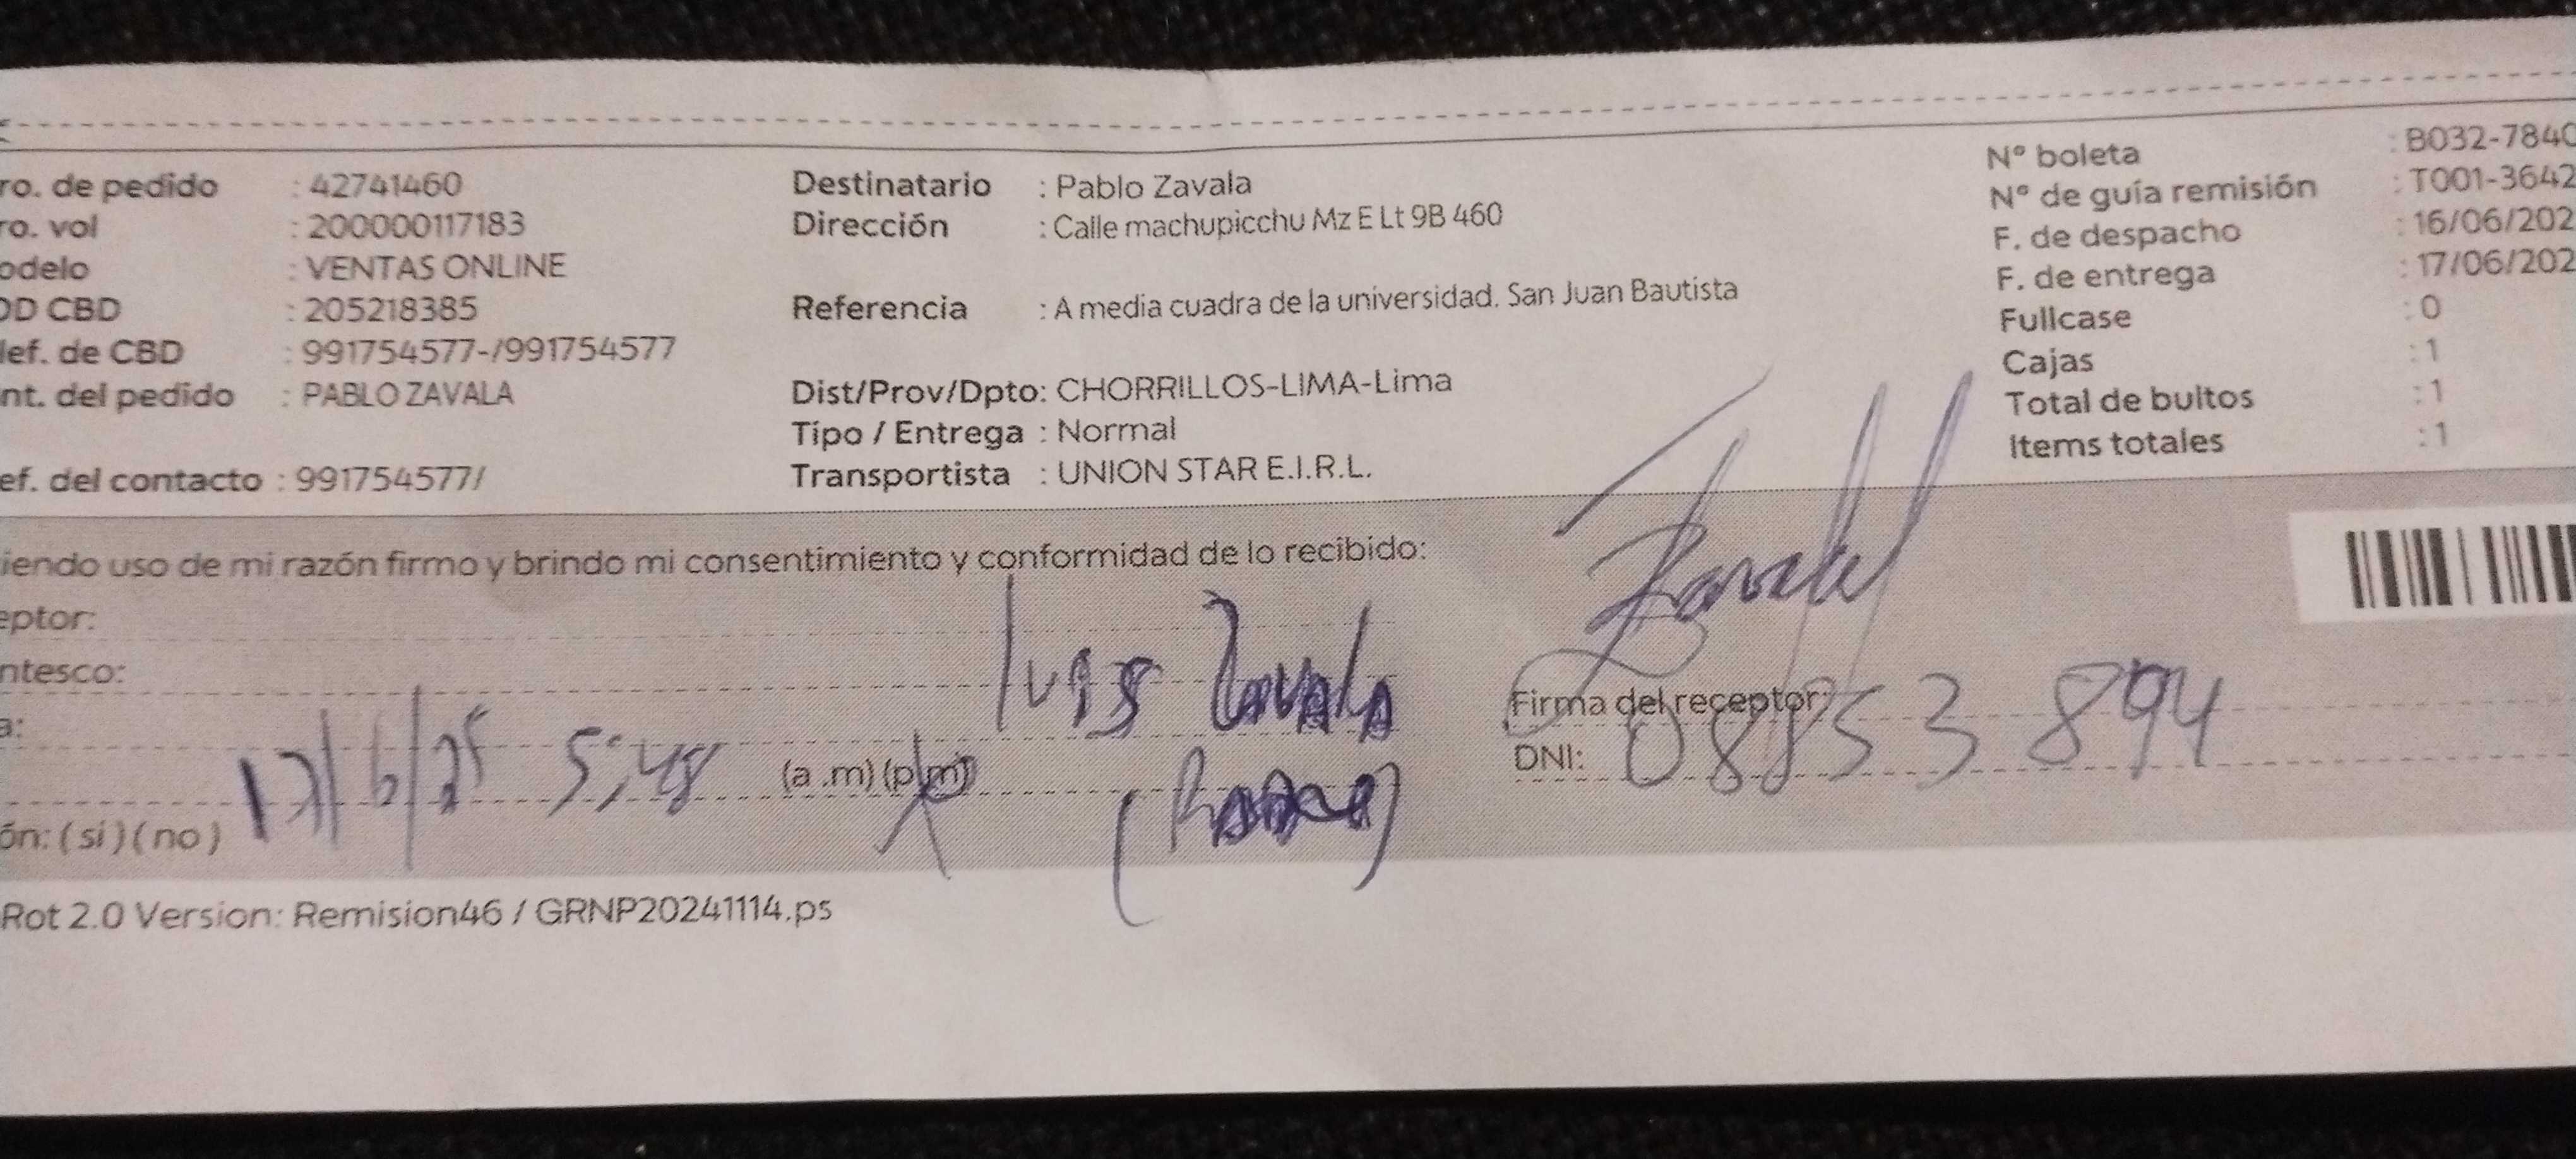 ro. de pedido : 42741460
ro. vol : 200000117183
odelo : VENTAS ONLINE
OD CBD : 205218385
lef. de CBD : 991754577-/991754577
nt. del pedido : PABLO ZAVALA
ef. del contacto : 991754577/
Destinatario : Pablo Zavala
Dirección : Calle machupicchu Mz E Lt 9B 460
Referencia : A media cuadra de la universidad. San Juan Bautista
Dist/Prov/Dpto: CHORRILLOS-LIMA-Lima
Tipo / Entrega : Normal
Transportista : UNION STAR E.I.R.L.
N° boleta : B032-7840
N° de guía remisión : T001-3642
F. de despacho : 16/06/202
F. de entrega : 17/06/202
Fullcase : 0
Cajas : 1
Total de bultos : 1
Items totales : 1
iendo uso de mi razón firmo y brindo mi consentimiento y conformidad de lo recibido:
eptor:
ntesco:
Luis Zavala
a: 17/6/25 5:48 (a .m) (p.m)
ón: ( si ) ( no )
Zavala
Firma del receptor:
DNI: 08853894
Rot 2.0 Version: Remision46 / GRNP20241114.ps